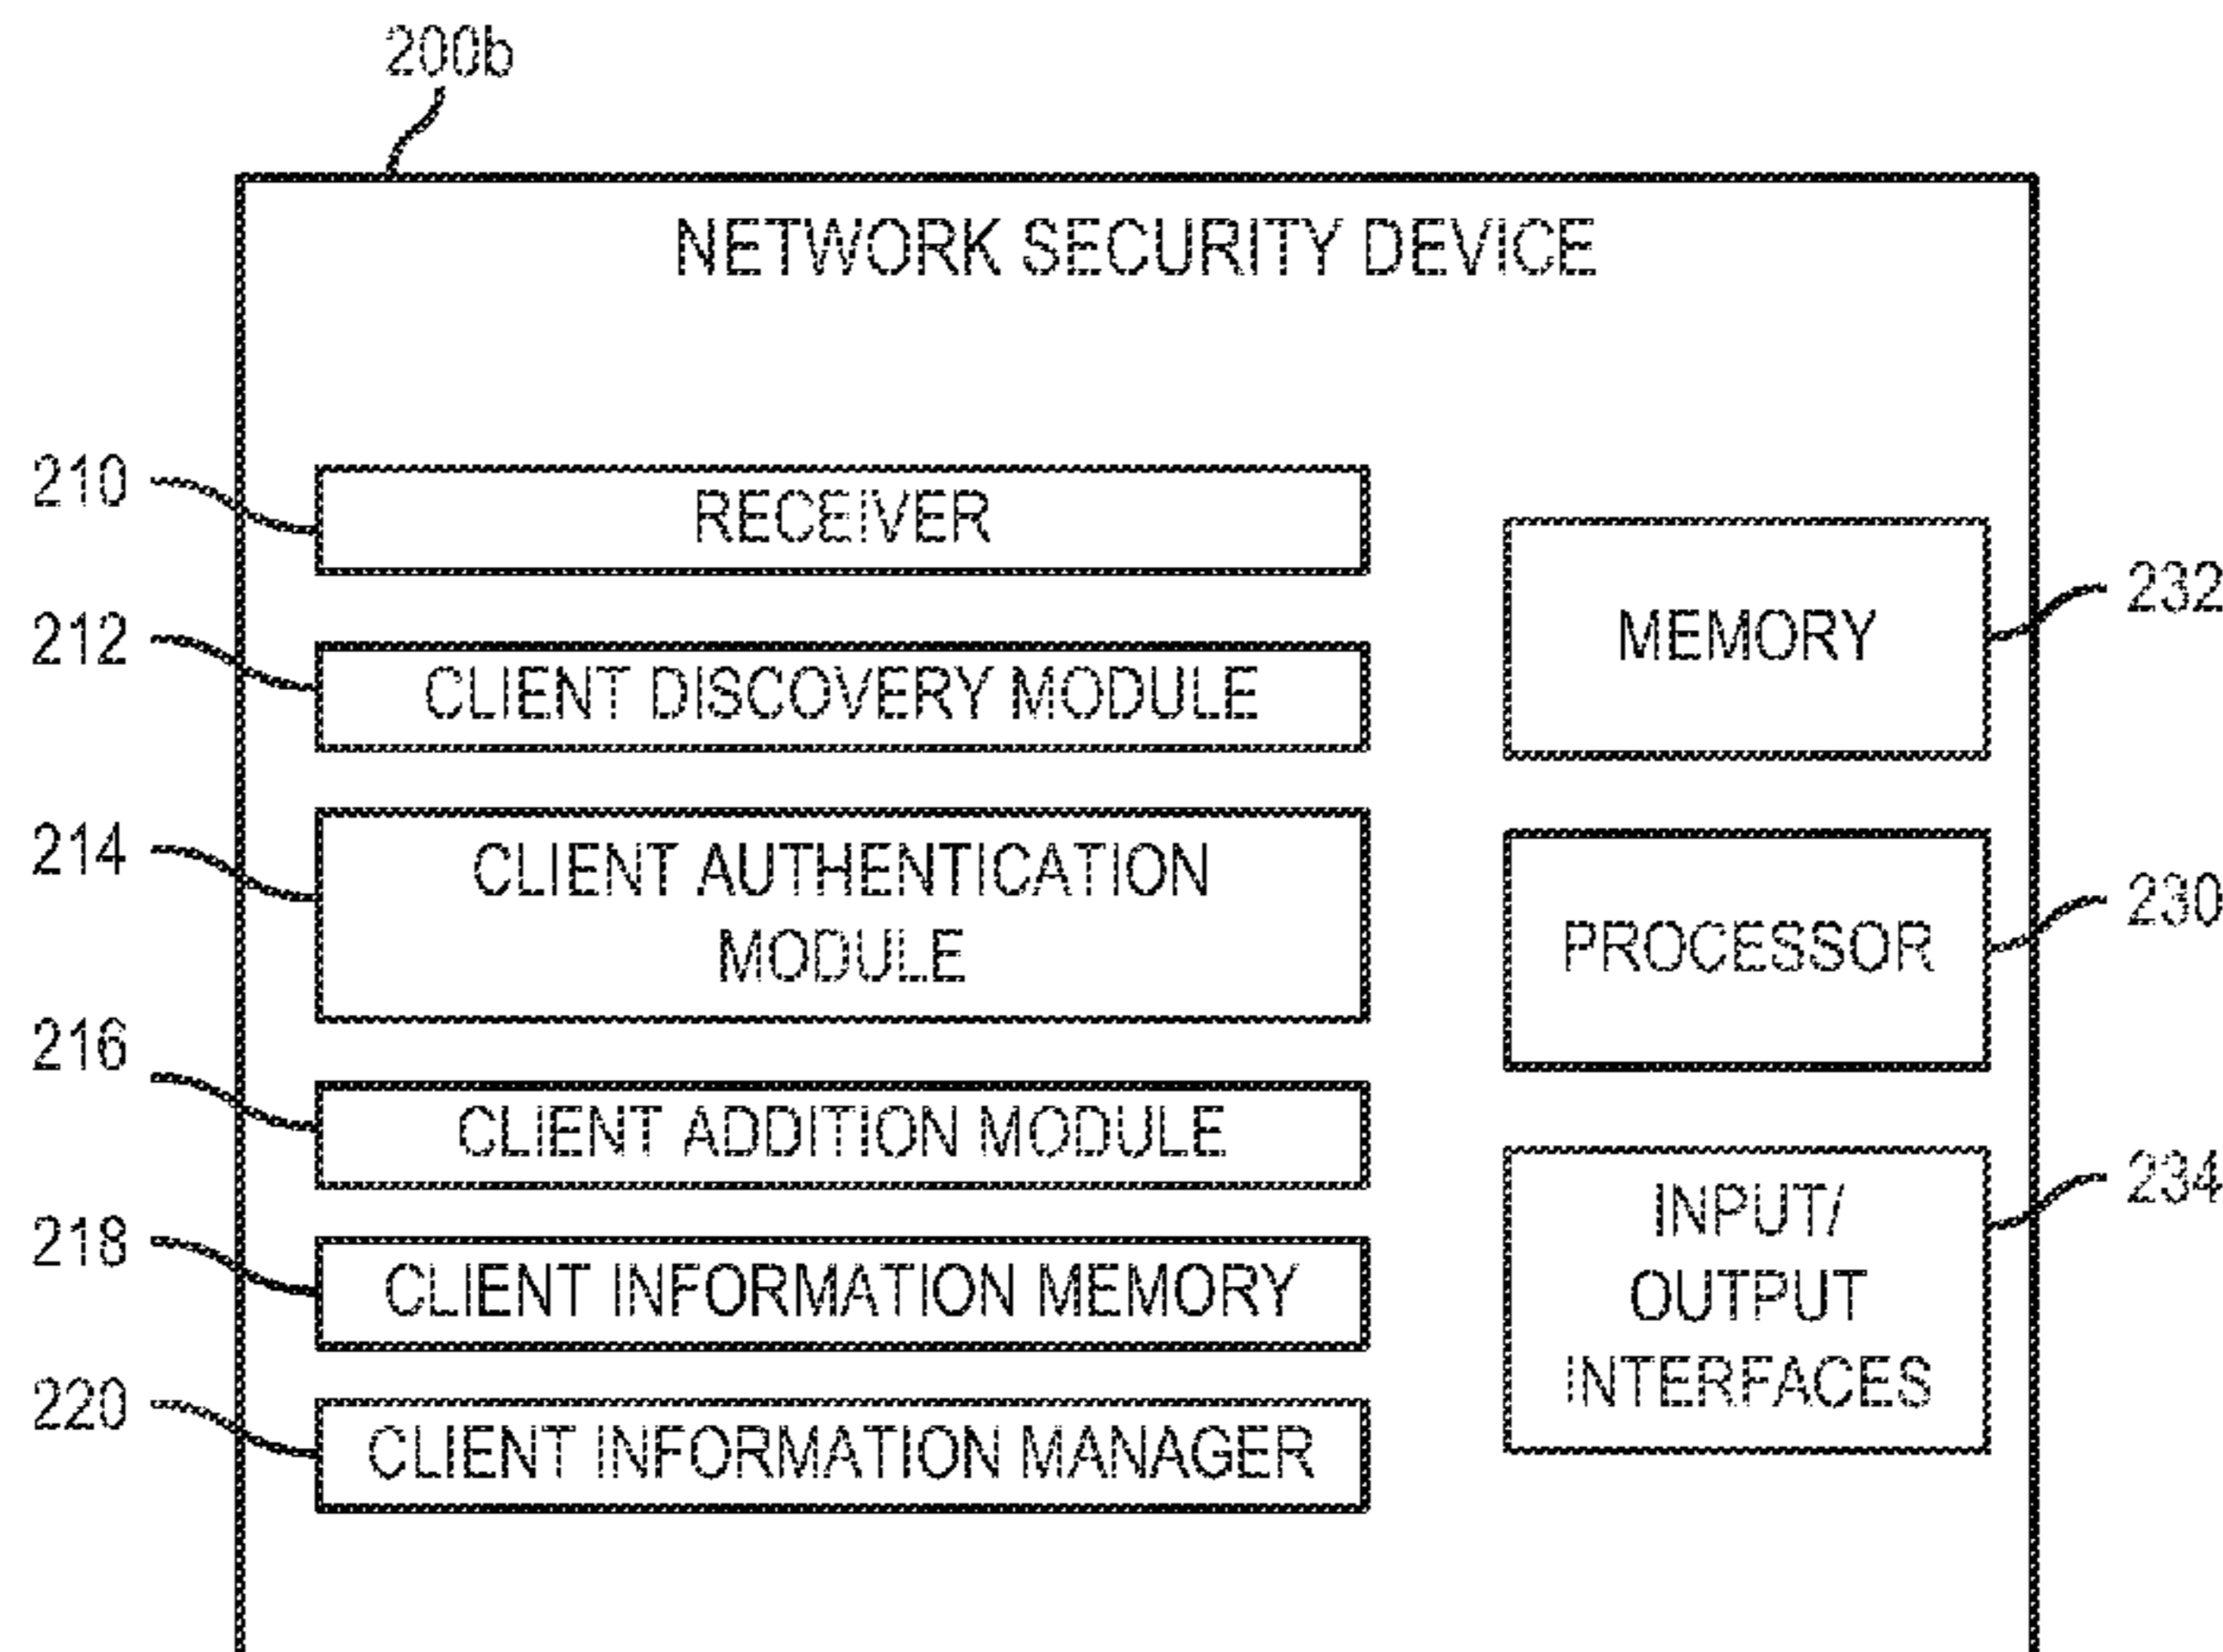 200b
NETWORK SECURITY DEVICE
210
RECEIVER
212
CLIENT DISCOVERY MODULE
214
CLIENT AUTHENTICATION
MODULE
216
CLIENT ADDITION MODULE
218
CLIENT INFORMATION MEMORY
220
CLIENT INFORMATION MANAGER
MEMORY
232
PROCESSOR
230
INPUT/
OUTPUT
INTERFACES
234